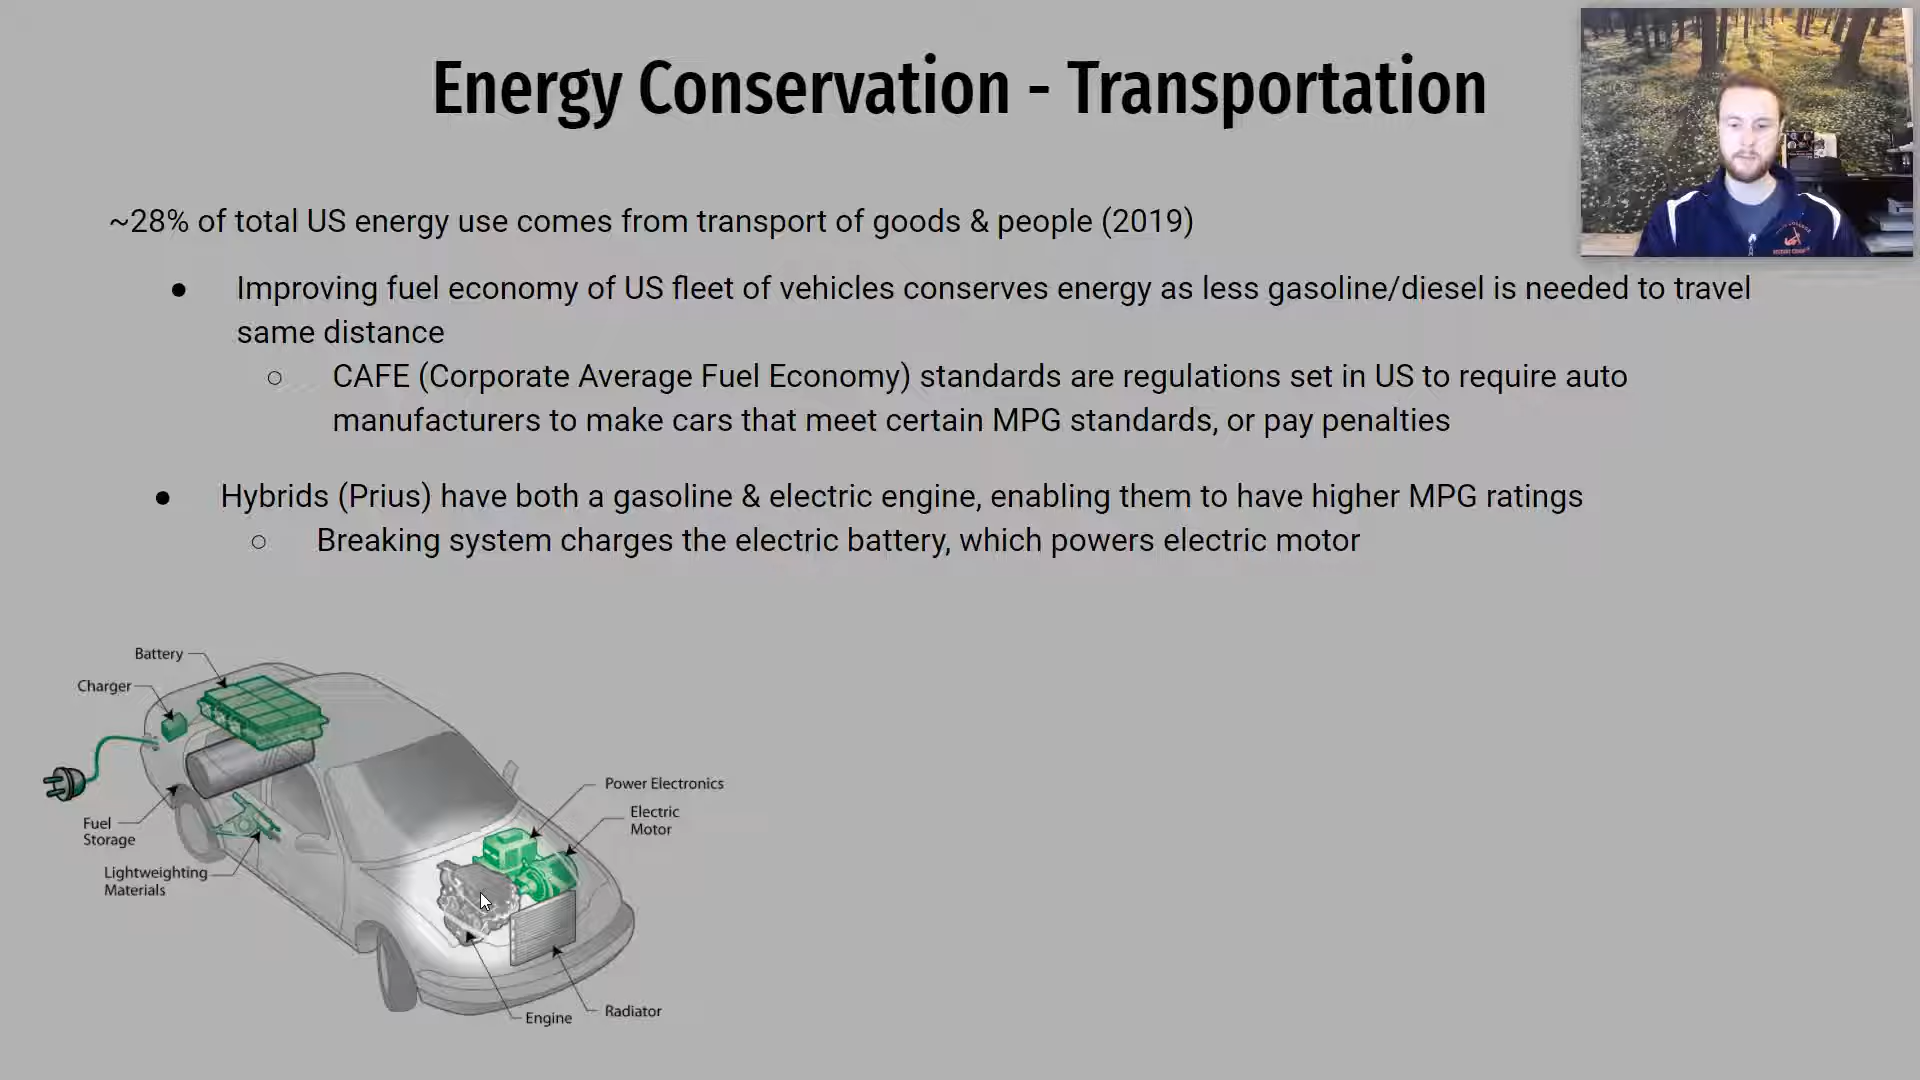 Energy Conservation - Transportation
~28% of total US energy use comes from transport of goods & people (2019)
● Improving fuel economy of US fleet of vehicles conserves energy as less gasoline/diesel is needed to travel
same distance
○ CAFE (Corporate Average Fuel Economy) standards are regulations set in US to require auto
manufacturers to make cars that meet certain MPG standards, or pay penalties
● Hybrids (Prius) have both a gasoline & electric engine, enabling them to have higher MPG ratings
○ Breaking system charges the electric battery, which powers electric motor
Battery
Charger
Fuel
Storage
Lightweighting
Materials
Power Electronics
Electric
Motor
Engine
Radiator